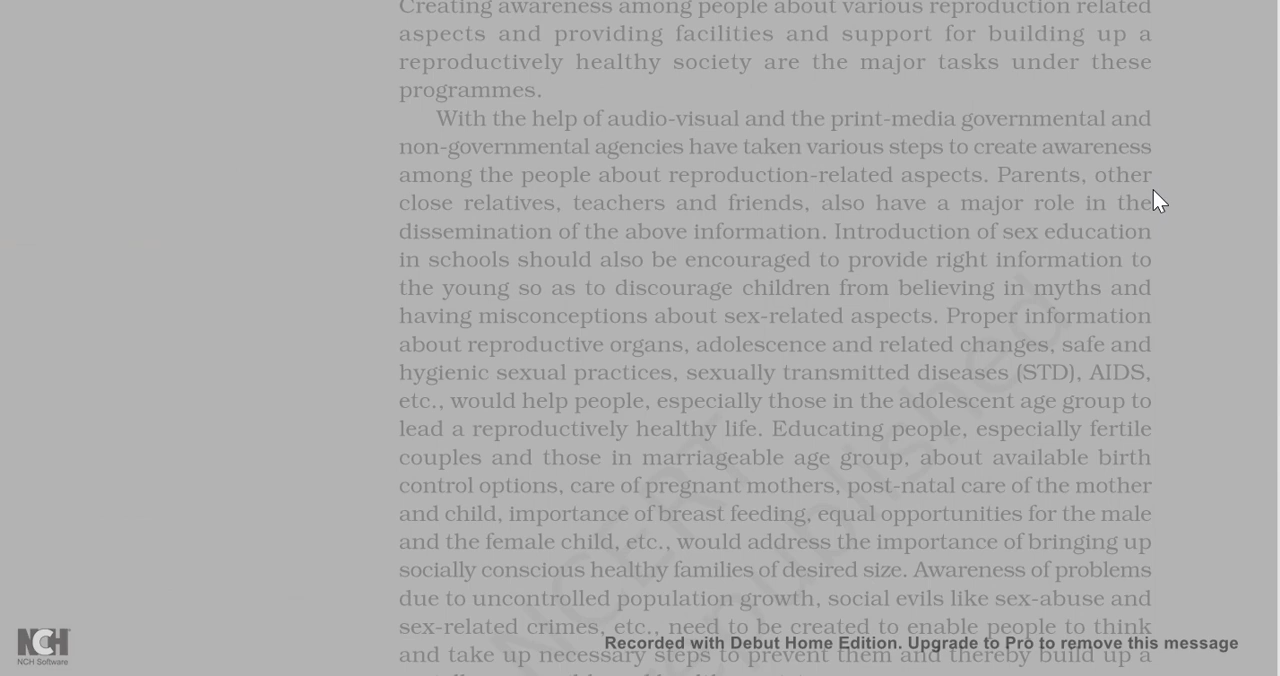 Creating awareness among people about various reproduction related
aspects and providing facilities and support for building up a
reproductively healthy society are the major tasks under these
programmes.
With the help of audio-visual and the print-media governmental and
non-governmental agencies have taken various steps to create awareness
among the people about reproduction-related aspects. Parents, other
close relatives, teachers and friends, also have a major role in the
dissemination of the above information. Introduction of sex education
in schools should also be encouraged to provide right information to
the young so as to discourage children from believing in myths and
having misconceptions about sex-related aspects. Proper information
about reproductive organs, adolescence and related changes, safe and
hygienic sexual practices, sexually transmitted diseases (STD), AIDS,
etc., would help people, especially those in the adolescent age group to
lead a reproductively healthy life. Educating people, especially fertile
couples and those in marriageable age group, about available birth
control options, care of pregnant mothers, post-natal care of the mother
and child, importance of breast feeding, equal opportunities for the male
and the female child, etc., would address the importance of bringing up
socially conscious healthy families of desired size. Awareness of problems
due to uncontrolled population growth, social evils like sex-abuse and
sex-related crimes, etc., need to be created to enable people to think
and take up necessary steps to prevent them and thereby build up a
NCERT
republished
NCH
NCH Software
Recorded with Debut Home Edition. Upgrade to Pro to remove this message